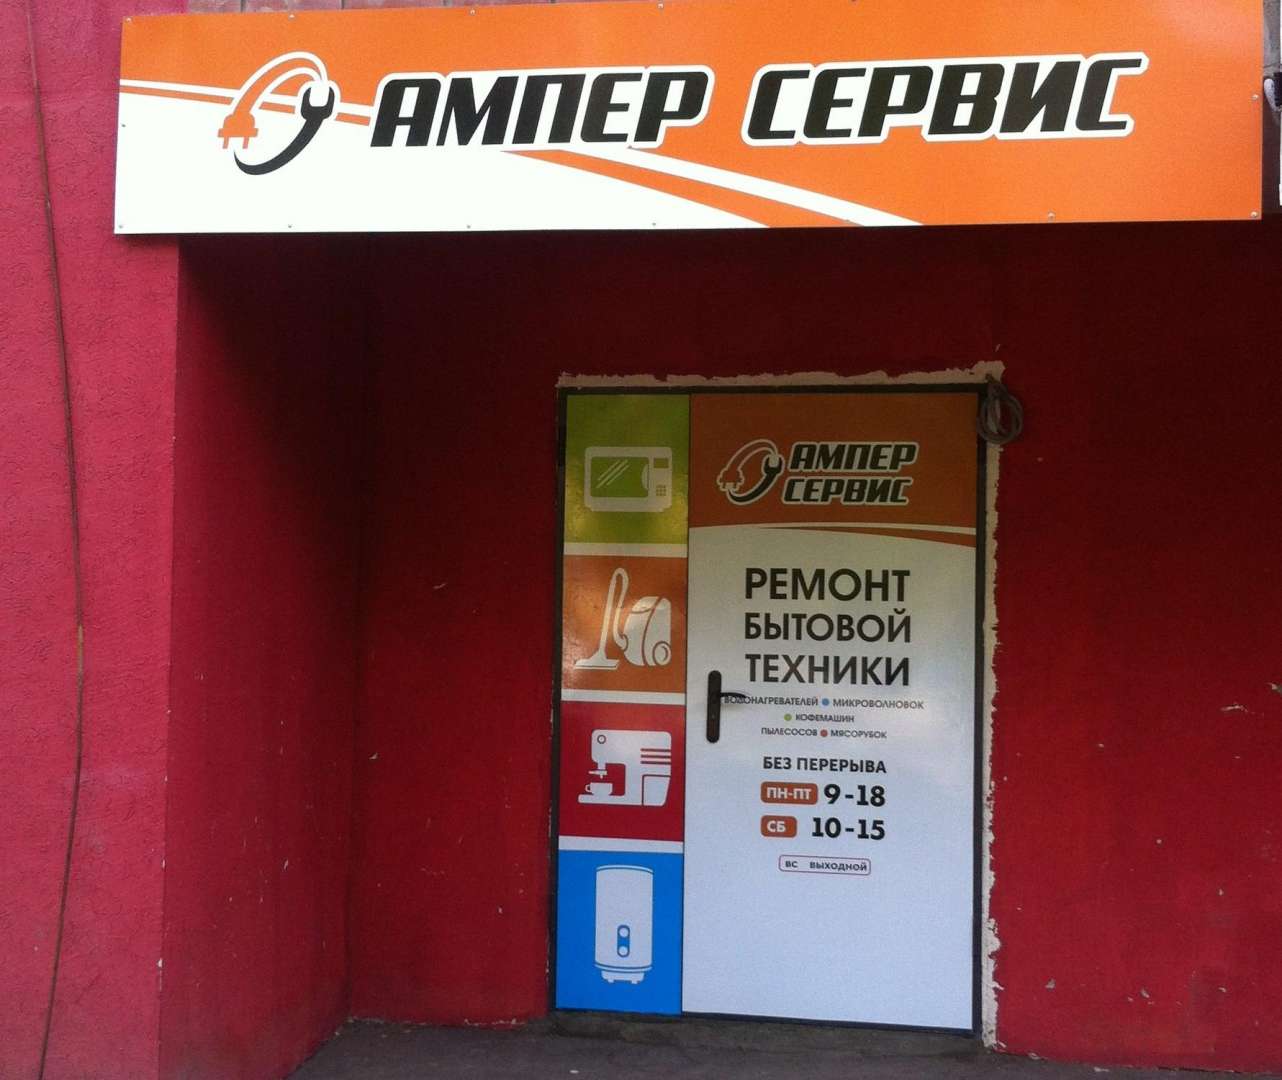 АМПЕР СЕРВИС
АМПЕР
СЕРВИС
РЕМОНТ
БЫТОВОЙ
ТЕХНИКИ
ВОДОНАГРЕВАТЕЛЕЙ МИКРОВОЛНОВОК
КОФЕМАШИН
ПЫЛЕСОСОВ МЯСОРУБОК
БЕЗ ПЕРЕРЫВА
ПН-ПТ 9-18
СБ 10-15
ВС ВЫХОДНОЙ